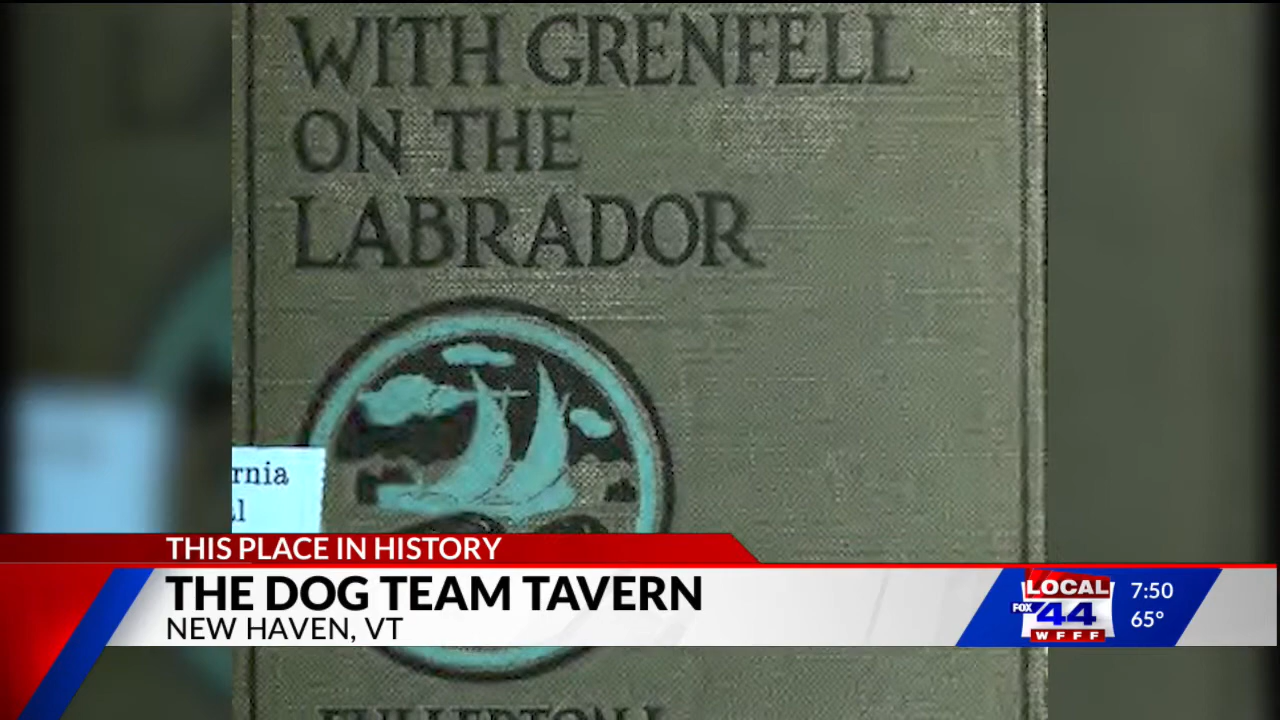 WITH GRENFELL
ON THE
LABRADOR
rnia
THIS PLACE IN HISTORY
THE DOG TEAM TAVERN
NEW HAVEN, VT
LOCAL
FOX 44
WFFF
7:50
65°